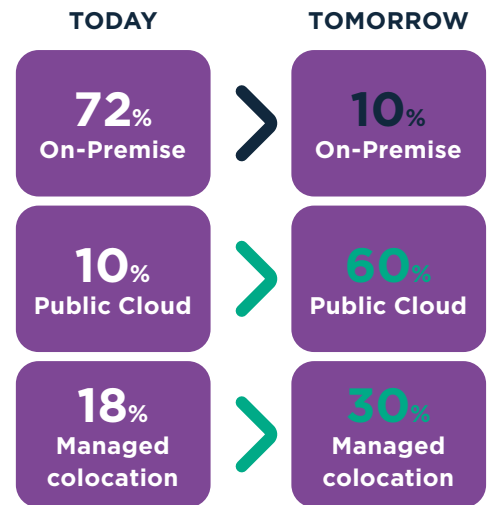 TODAY TOMORROW
72% 10%
On-Premise On-Premise
10% 60%
Public Cloud Public Cloud
18% 30%
Managed Managed
colocation colocation